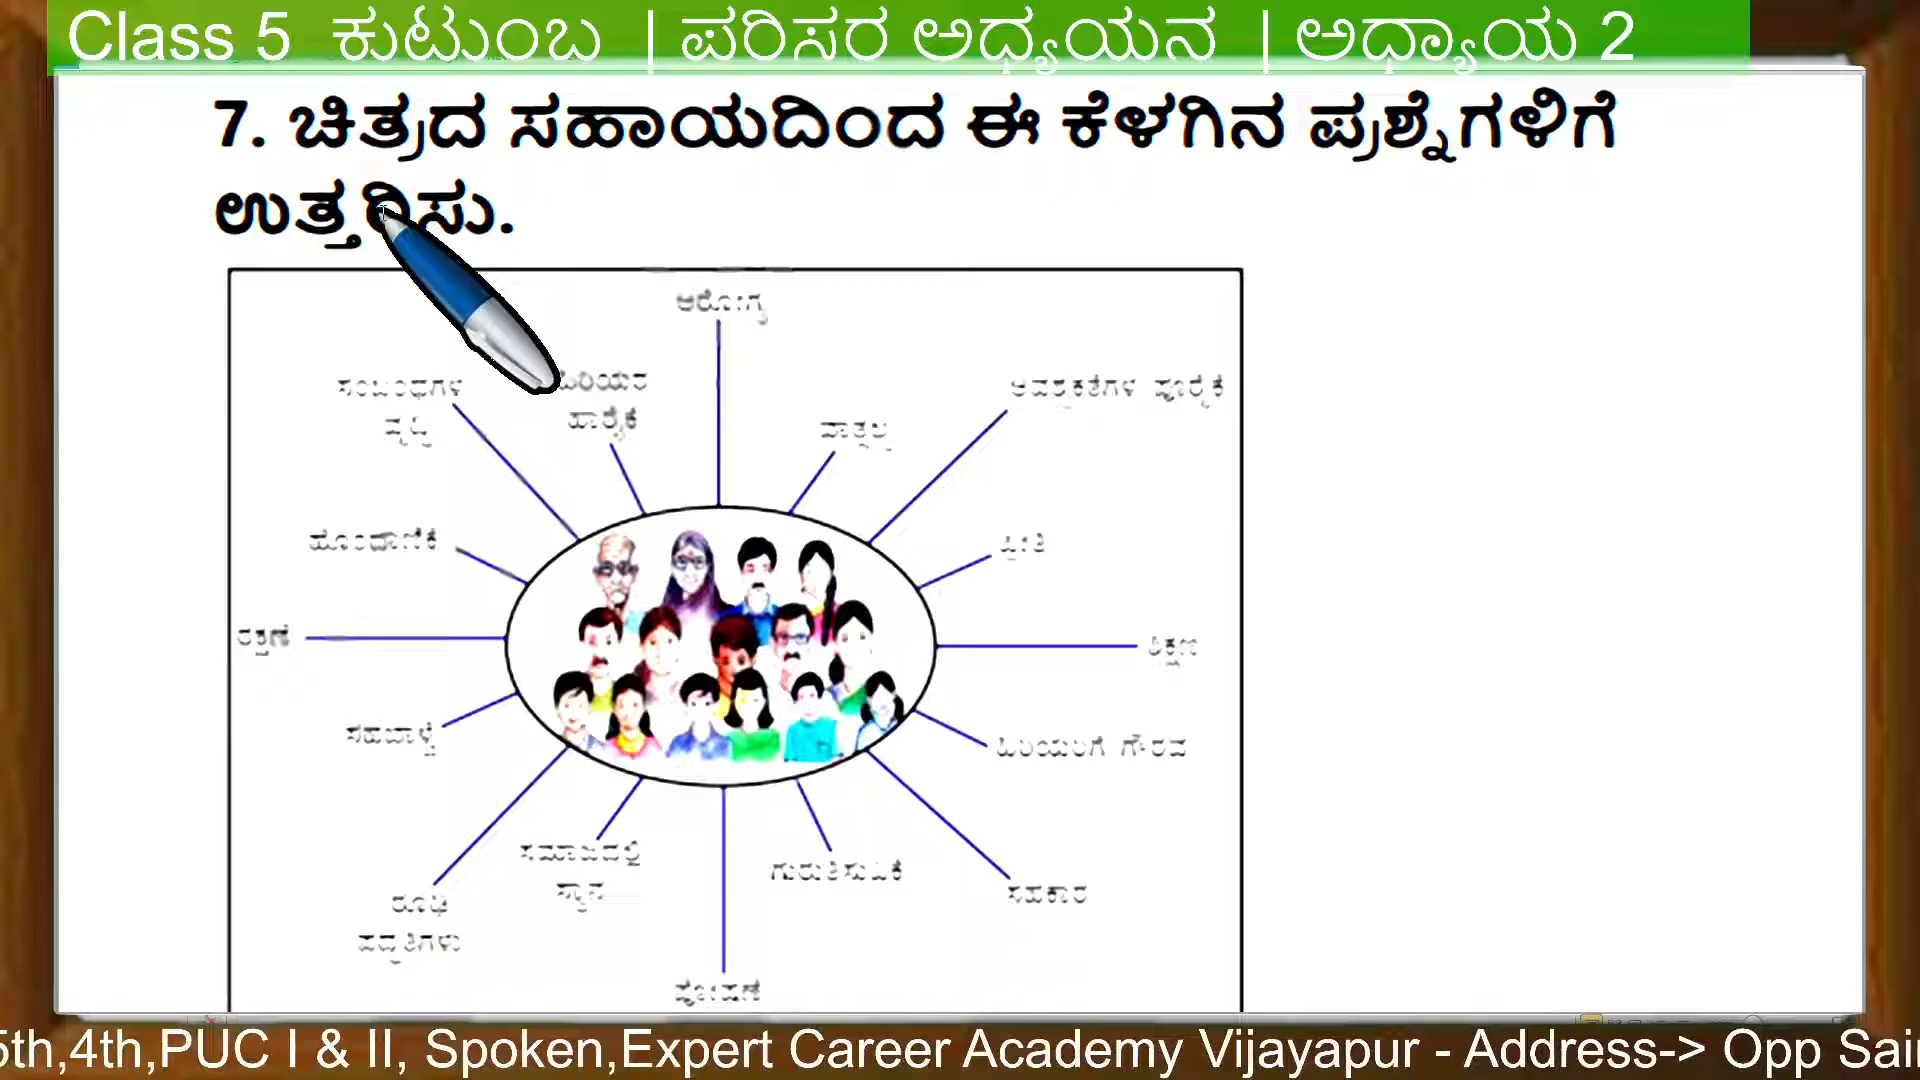 Class 5 ಕುಟುಂಬ | ಪರಿಸರ ಅಧ್ಯಯನ | ಅಧ್ಯಾಯ 2
7. ಚಿತ್ರದ ಸಹಾಯದಿಂದ ಈ ಕೆಳಗಿನ ಪ್ರಶ್ನೆಗಳಿಗೆ
ಉತ್ತರಿಸು.
ಆರೋಗ್ಯ
ಸಂಬಂಧಗಳ
ವೃದ್ಧಿ
ಹಿರಿಯರ
ಹಾರೈಕೆ
ವಾತ್ಸಲ್ಯ
ಅವಶ್ಯಕತೆಗಳ ಪೂರೈಕೆ
ಹೊಂದಾಣಿಕೆ
ಪ್ರೀತಿ
ರಕ್ಷಣೆ
ಶಿಕ್ಷಣ
ಸಹಬಾಳ್ವೆ
ಹಿರಿಯರಿಗೆ ಗೌರವ
ಸಮಾಜದಲ್ಲಿ
ಸ್ಥಾನ
ಗುರುತಿಸುವಿಕೆ
ಸಹಕಾರ
ರೂಢಿ
ಪದ್ಧತಿಗಳು
ಪೋಷಣೆ
5th,4th,PUC I & II, Spoken,Expert Career Academy Vijayapur - Address-> Opp Sai